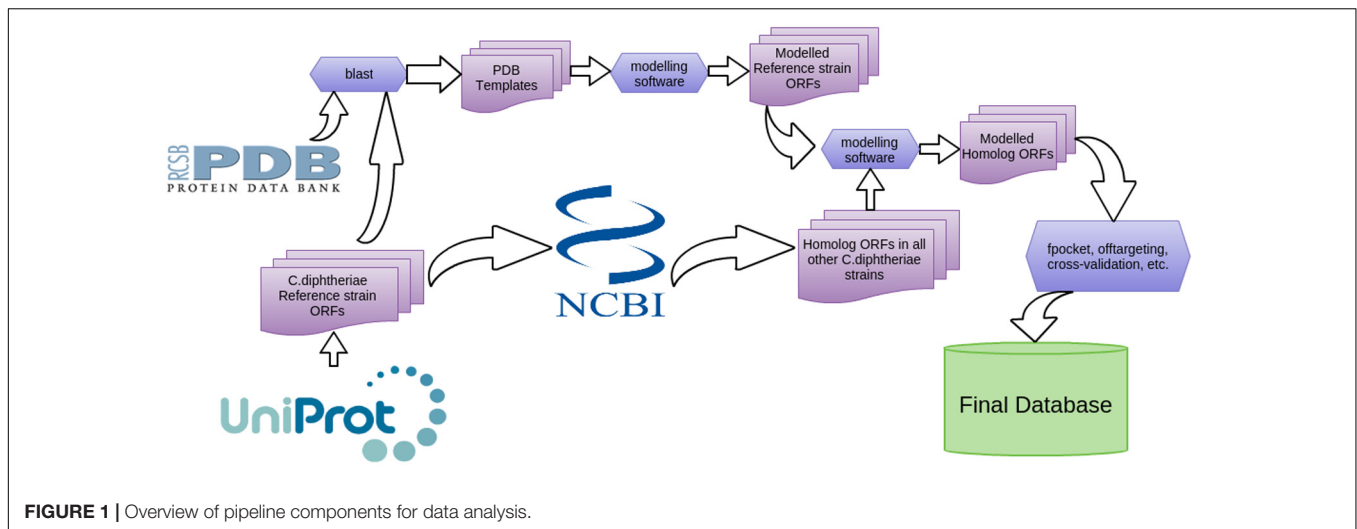 blast
PDB
Templates
modelling
software
Modelled
Reference strain
ORFs
RCSB
PDB
PROTEIN DATA BANK
modelling
software
Modelled
Homolog ORFs
C.diphtheriae
Reference strain
ORFs
NCBI
Homolog ORFs in all
other C.diphtheriae
strains
fpocket, offtargeting,
cross-validation, etc.
UniProt
Final Database
FIGURE 1 | Overview of pipeline components for data analysis.